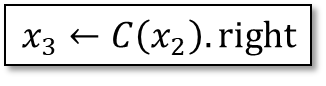 x₃ ← C(x₂).right